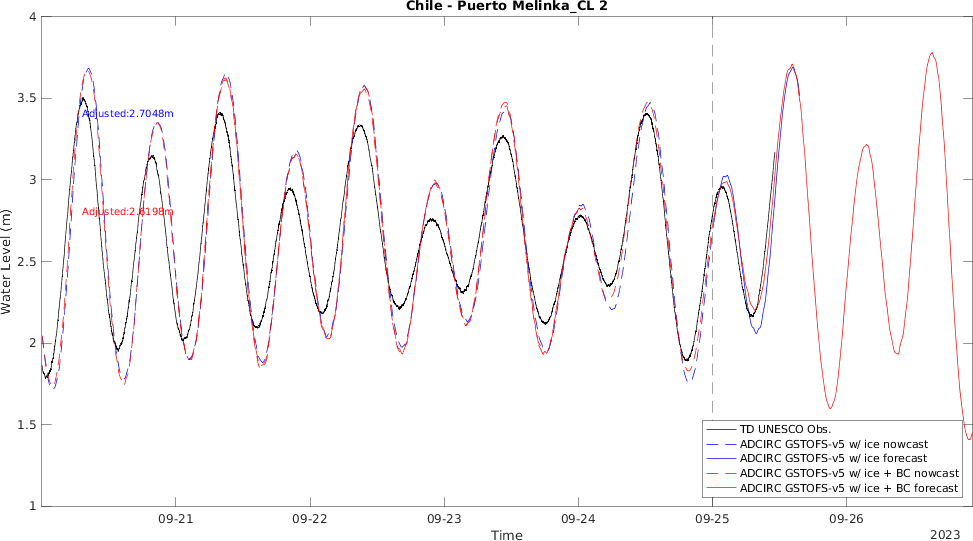 Chile - Puerto Melinka_CL 2
Water Level (m)
4
3.5
3
2.5
2
1.5
1
Adjusted:2.7048m
Adjusted:2.6198m
TD UNESCO Obs.
ADCIRC GSTOFS-v5 w/ ice nowcast
ADCIRC GSTOFS-v5 w/ ice forecast
ADCIRC GSTOFS-v5 w/ ice + BC nowcast
ADCIRC GSTOFS-v5 w/ ice + BC forecast
09-21
09-22
09-23
09-24
09-25
09-26
Time
2023